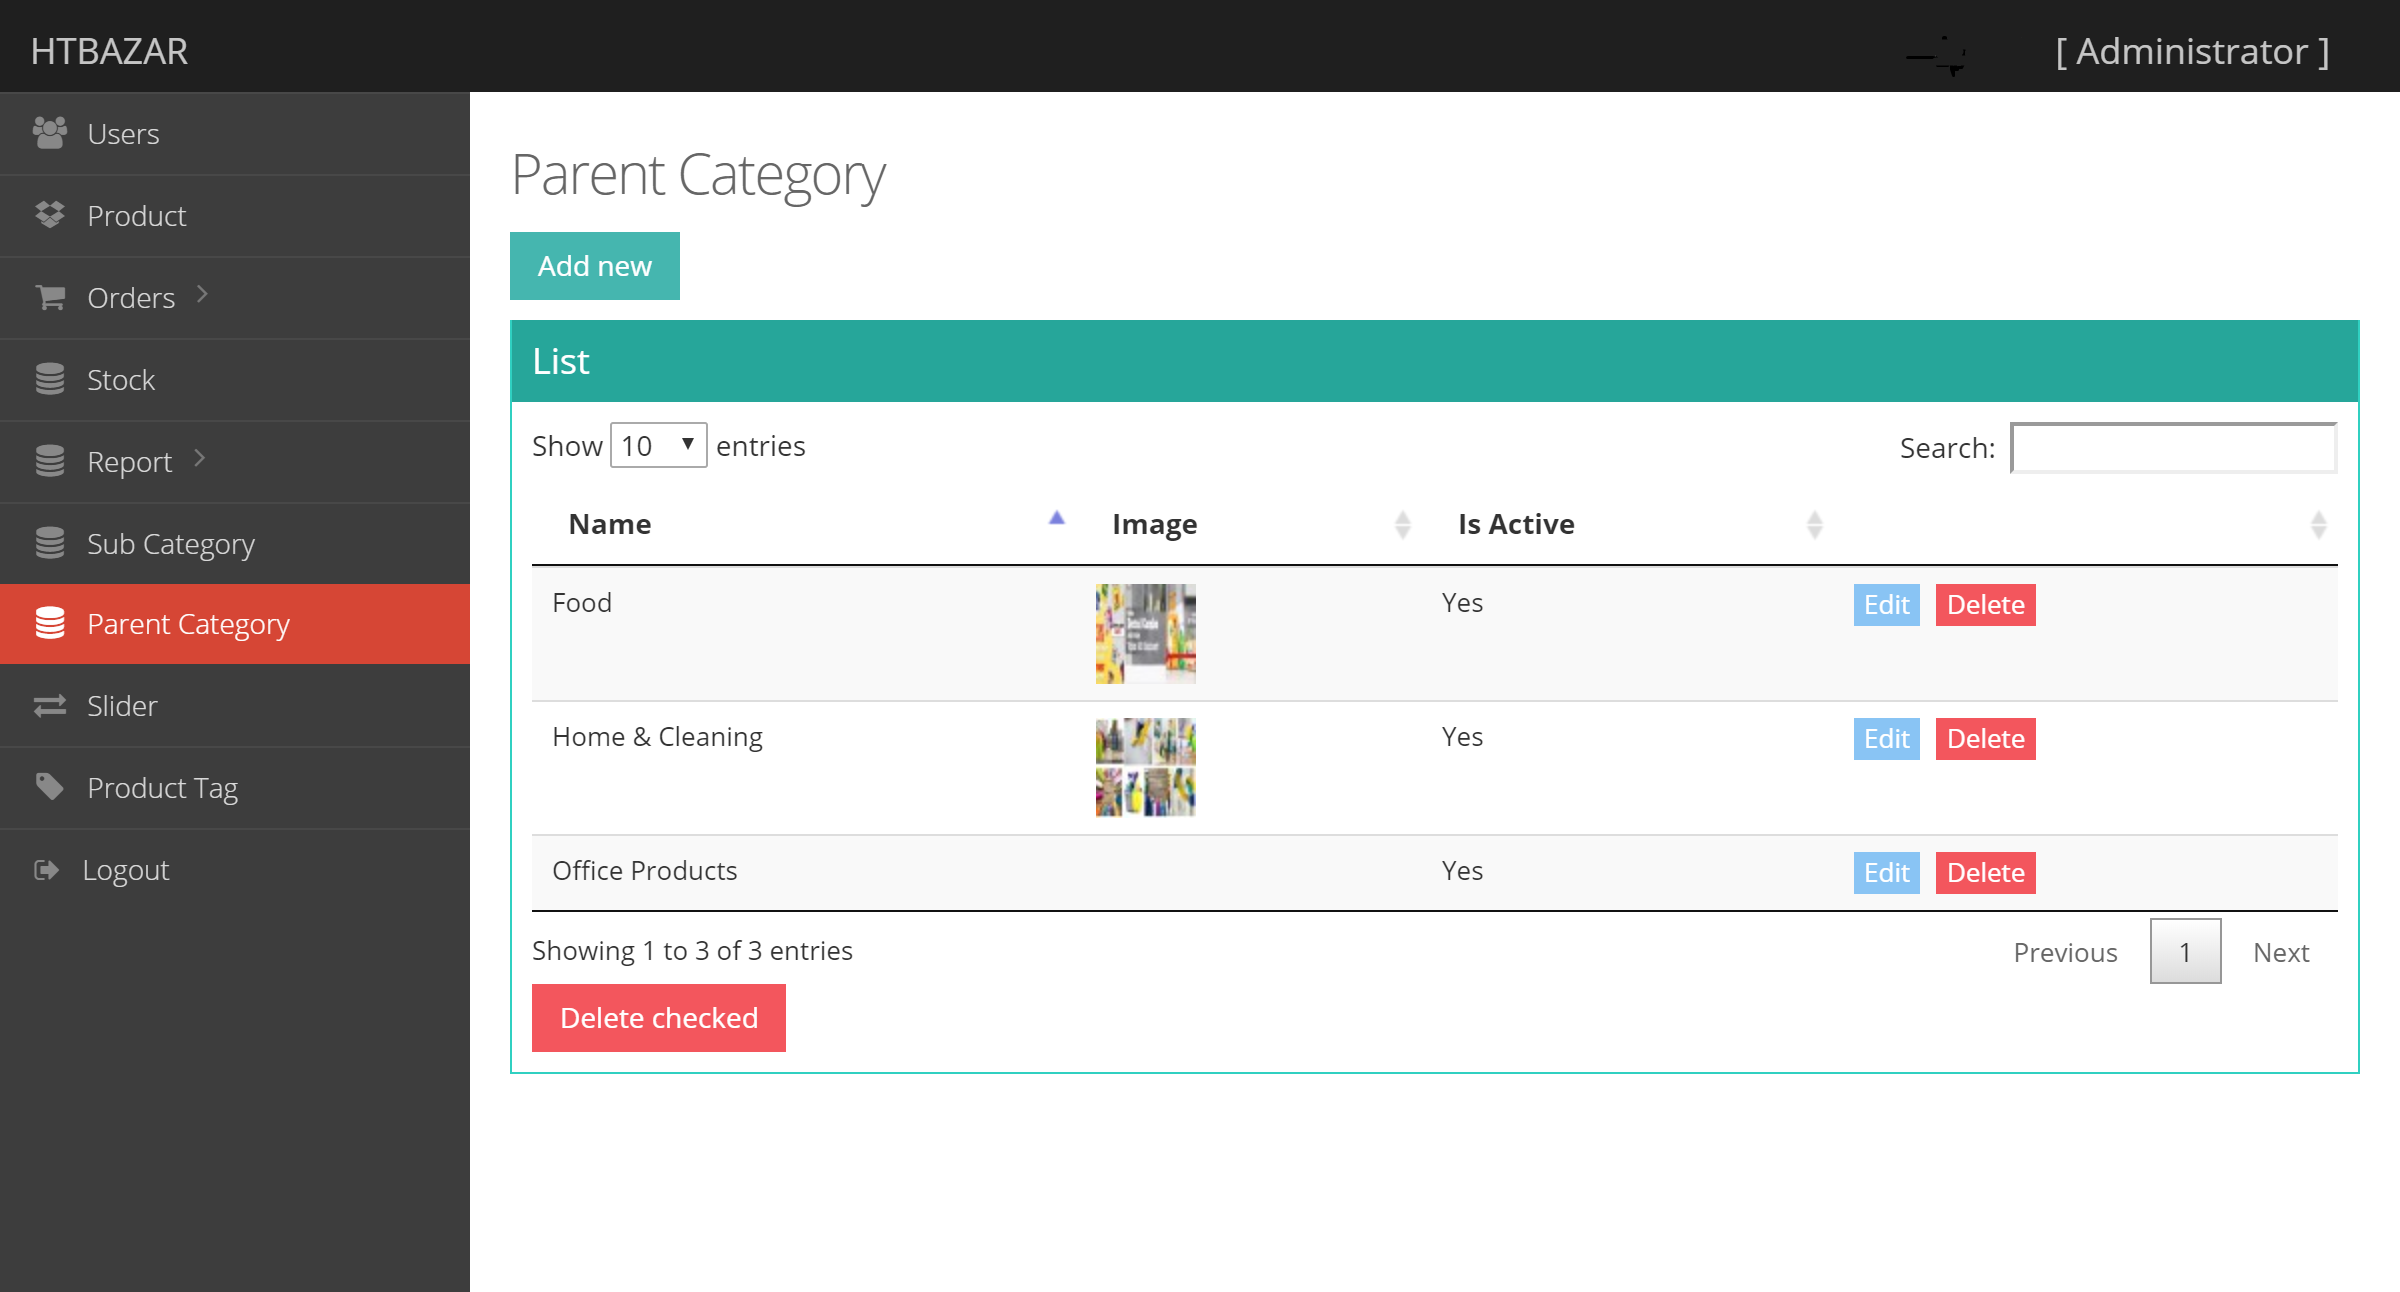 HTBAZAR
[ Administrator ]
Users
Product
Orders
Stock
Report
Sub Category
Parent Category
Slider
Product Tag
Logout
Parent Category
Add new
List
Show 10 entries
Search:
Name Image Is Active
Food Yes Edit Delete
Home & Cleaning Yes Edit Delete
Office Products Yes Edit Delete
Showing 1 to 3 of 3 entries
Previous 1 Next
Delete checked